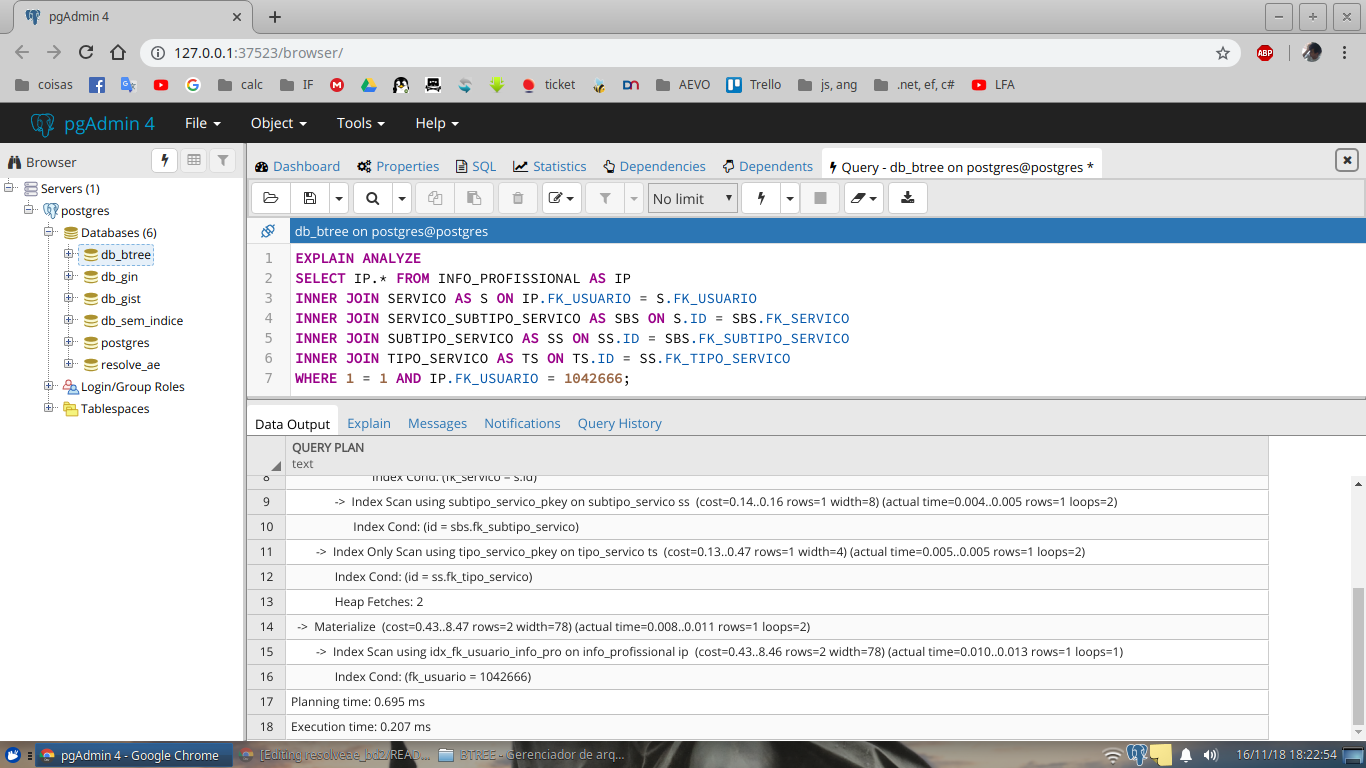 pgAdmin 4
127.0.0.1:37523/browser/
ABP
coisas
calc
IF
ticket
AEVO
Trello
js, ang
.net, ef, c#
LFA
pgAdmin 4 File Object Tools Help
Browser
Dashboard Properties SQL Statistics Dependencies Dependents Query - db_btree on postgres@postgres *
Servers (1)
postgres
Databases (6)
db_btree
db_gin
db_gist
db_sem_indice
postgres
resolve_ae
Login/Group Roles
Tablespaces
No limit
db_btree on postgres@postgres
1 EXPLAIN ANALYZE
2 SELECT IP.* FROM INFO_PROFISSIONAL AS IP
3 INNER JOIN SERVICO AS S ON IP.FK_USUARIO = S.FK_USUARIO
4 INNER JOIN SERVICO_SUBTIPO_SERVICO AS SBS ON S.ID = SBS.FK_SERVICO
5 INNER JOIN SUBTIPO_SERVICO AS SS ON SS.ID = SBS.FK_SUBTIPO_SERVICO
6 INNER JOIN TIPO_SERVICO AS TS ON TS.ID = SS.FK_TIPO_SERVICO
7 WHERE 1 = 1 AND IP.FK_USUARIO = 1042666;
Data Output Explain Messages Notifications Query History
QUERY PLAN
text
8 Index Cond: (fk_servico = s.id)
9 -> Index Scan using subtipo_servico_pkey on subtipo_servico ss (cost=0.14..0.16 rows=1 width=8) (actual time=0.004..0.005 rows=1 loops=2)
10 Index Cond: (id = sbs.fk_subtipo_servico)
11 -> Index Only Scan using tipo_servico_pkey on tipo_servico ts (cost=0.13..0.47 rows=1 width=4) (actual time=0.005..0.005 rows=1 loops=2)
12 Index Cond: (id = ss.fk_tipo_servico)
13 Heap Fetches: 2
14 -> Materialize (cost=0.43..8.47 rows=2 width=78) (actual time=0.008..0.011 rows=1 loops=2)
15 -> Index Scan using idx_fk_usuario_info_pro on info_profissional ip (cost=0.43..8.46 rows=2 width=78) (actual time=0.010..0.013 rows=1 loops=1)
16 Index Cond: (fk_usuario = 1042666)
17 Planning time: 0.695 ms
18 Execution time: 0.207 ms
pgAdmin 4 - Google Chrome
[Editing resolveae_bd2/READ...
BTREE - Gerenciador de arq...
16/11/18 18:22:54